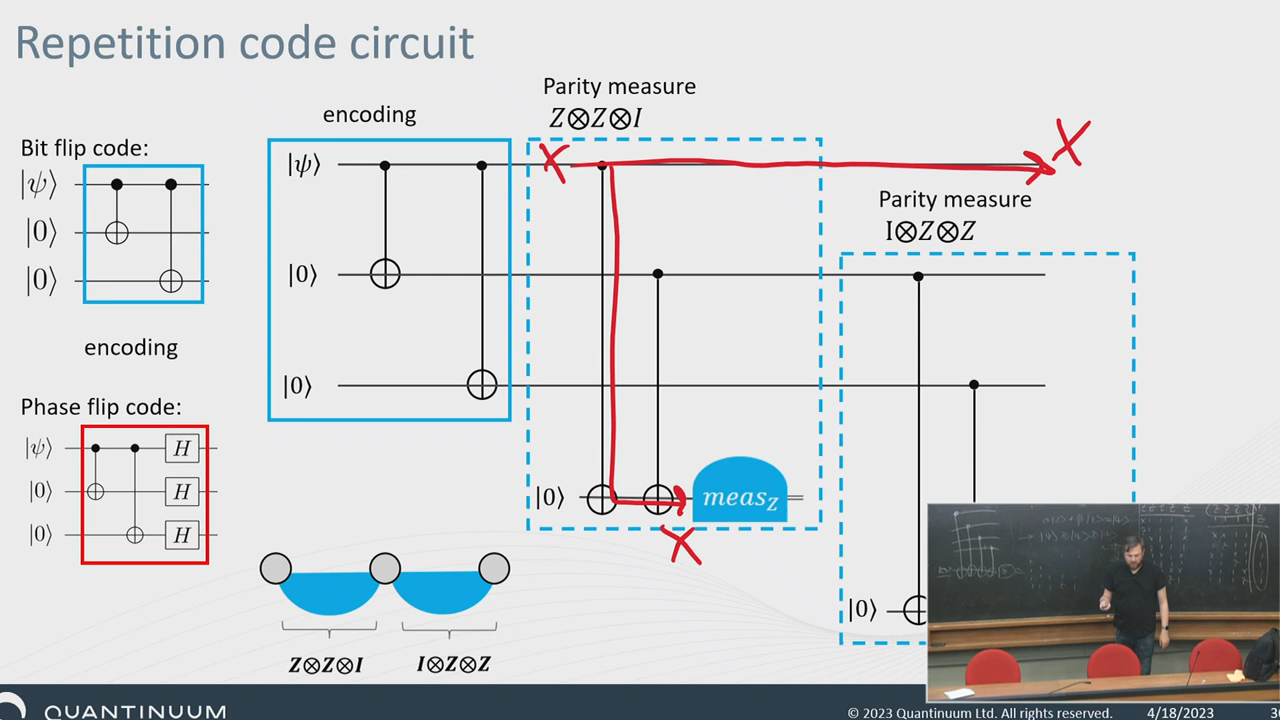 Repetition code circuit
Bit flip code:
|ψ⟩
|0⟩
|0⟩
encoding
Phase flip code:
|ψ⟩ H
|0⟩ H
|0⟩ H
encoding
|ψ⟩
|0⟩
|0⟩
Parity measure
Z⊗Z⊗I
X
X
|0⟩ meas_Z
X
Parity measure
I⊗Z⊗Z
|0⟩
Z⊗Z⊗I I⊗Z⊗Z
QUANTINUUM
© 2023 Quantinuum Ltd. All rights reserved. 4/18/2023